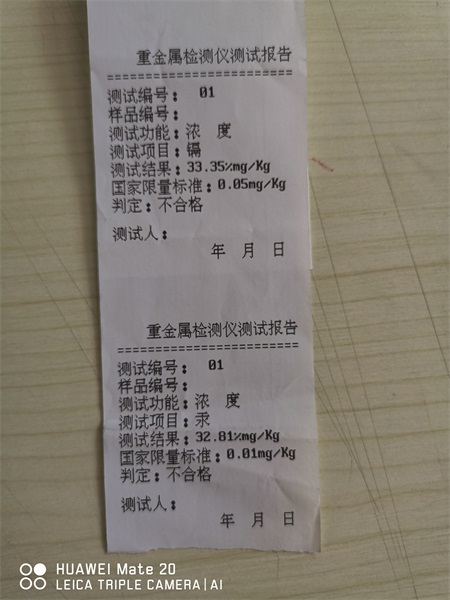 重金属检测仪测试报告
==========================
测试编号： 01
样品编号：
测试功能：浓 度
测试项目：镉
测试结果：33.35%mg/Kg
国家限量标准：0.05mg/Kg
判定：不合格
测试人：
年 月 日
重金属检测仪测试报告
==========================
测试编号： 01
样品编号：
测试功能：浓 度
测试项目：汞
测试结果：32.81%mg/Kg
国家限量标准：0.01mg/Kg
判定：不合格
测试人：
年 月 日
HUAWEI Mate 20
LEICA TRIPLE CAMERA | AI